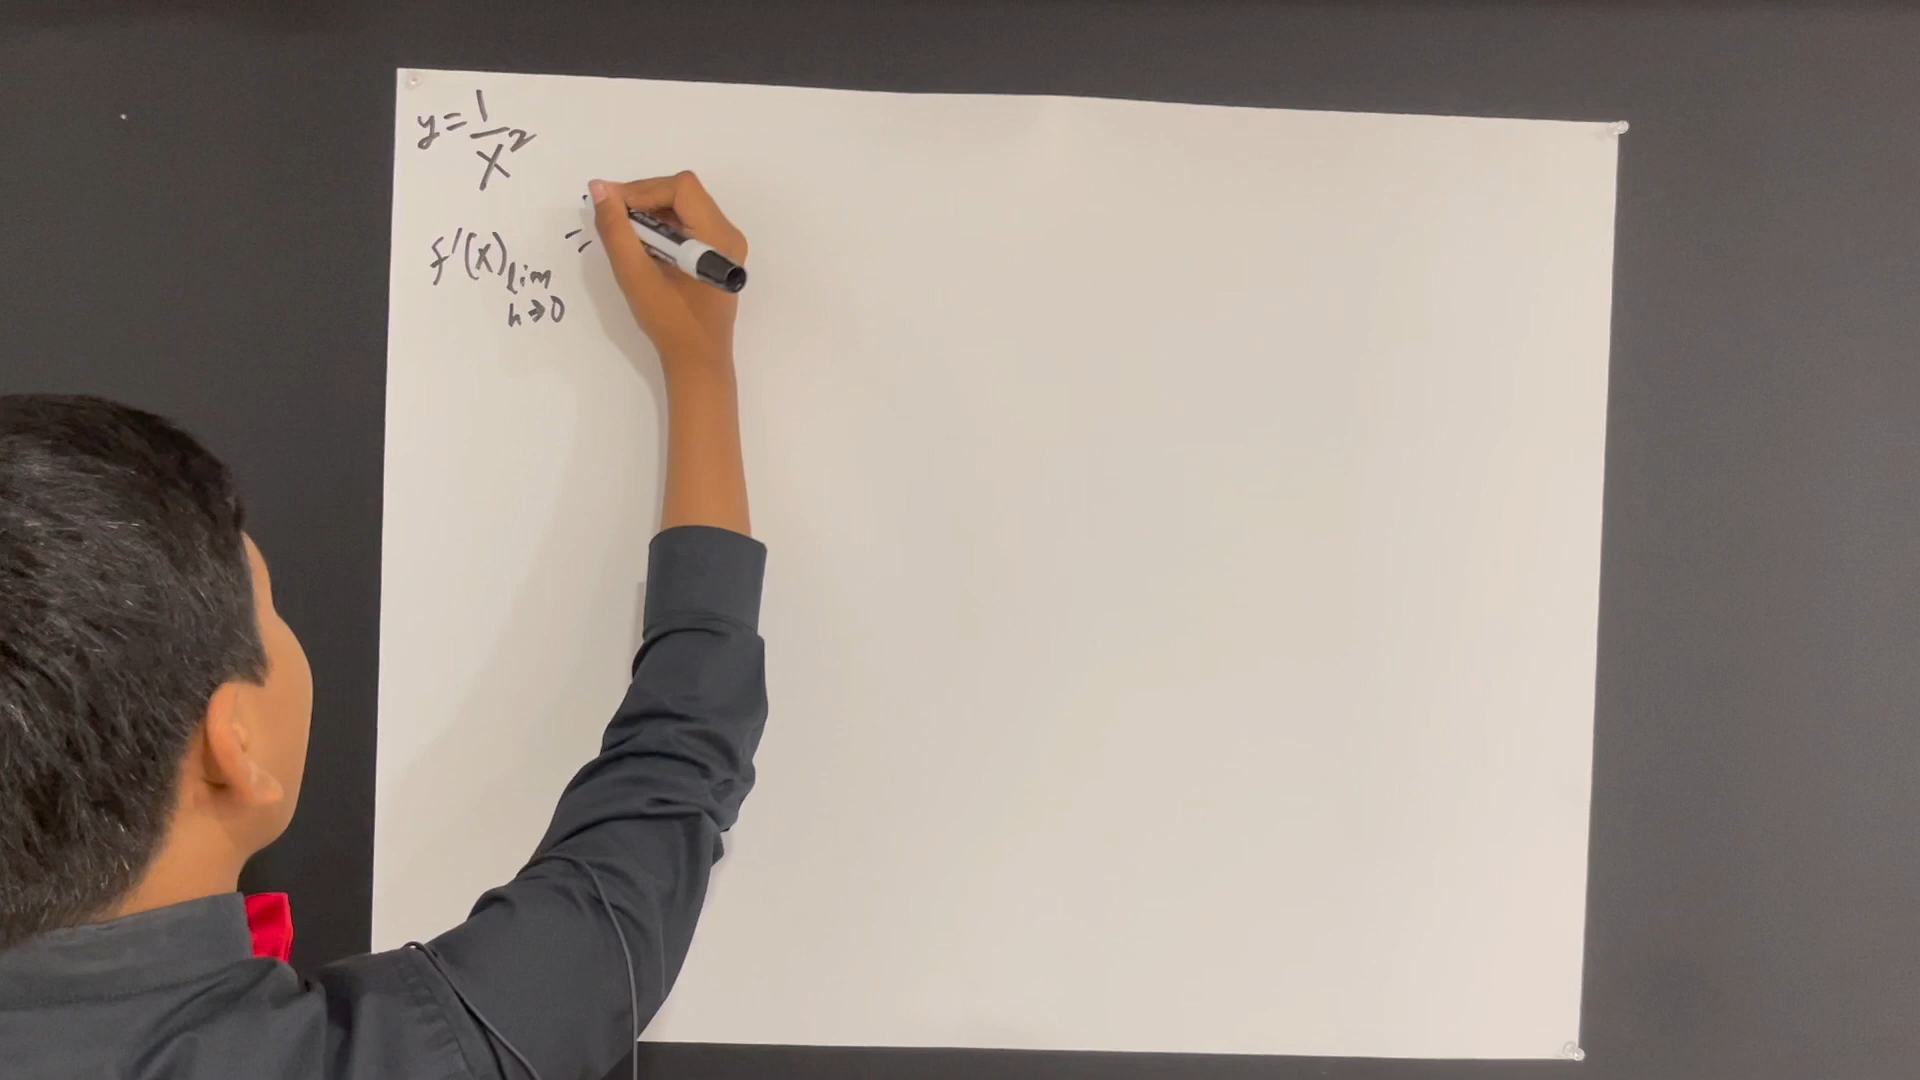 y = 1/x²
f'(x) lim =
h→0